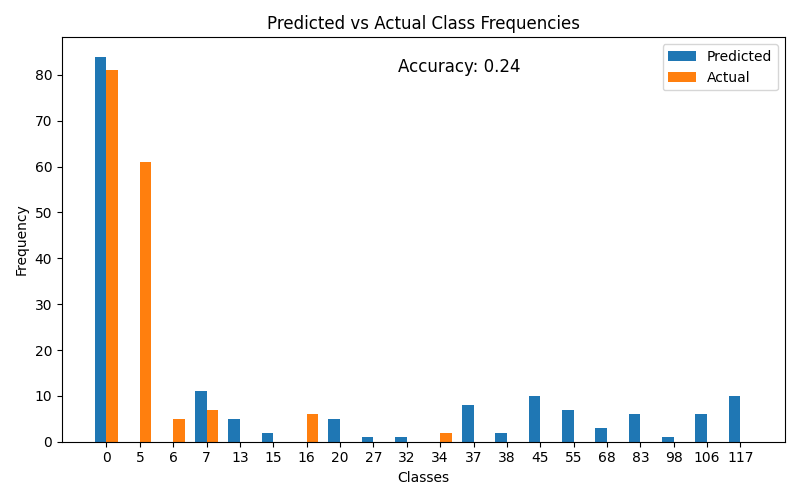 Predicted vs Actual Class Frequencies
Accuracy: 0.24
Predicted
Actual
Frequency
80
70
60
50
40
30
20
10
0
0 5 6 7 13 15 16 20 27 32 34 37 38 45 55 68 83 98 106 117
Classes